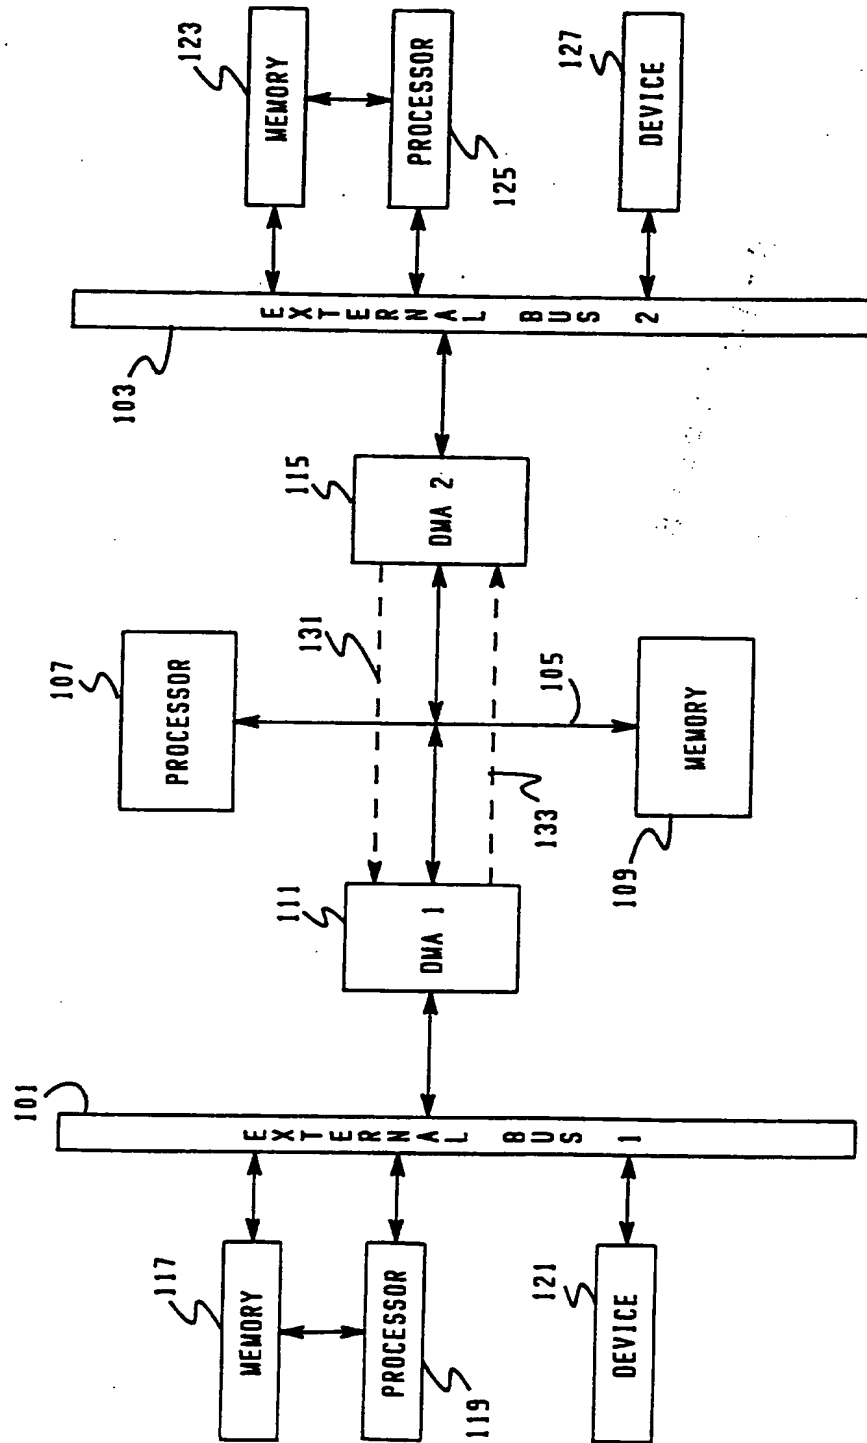 101
EXTERNAL BUS 1
117
MEMORY
PROCESSOR
119
121
DEVICE
111
DMA 1
107
PROCESSOR
131
133
105
MEMORY
109
115
DMA 2
103
EXTERNAL BUS 2
123
MEMORY
PROCESSOR
125
127
DEVICE